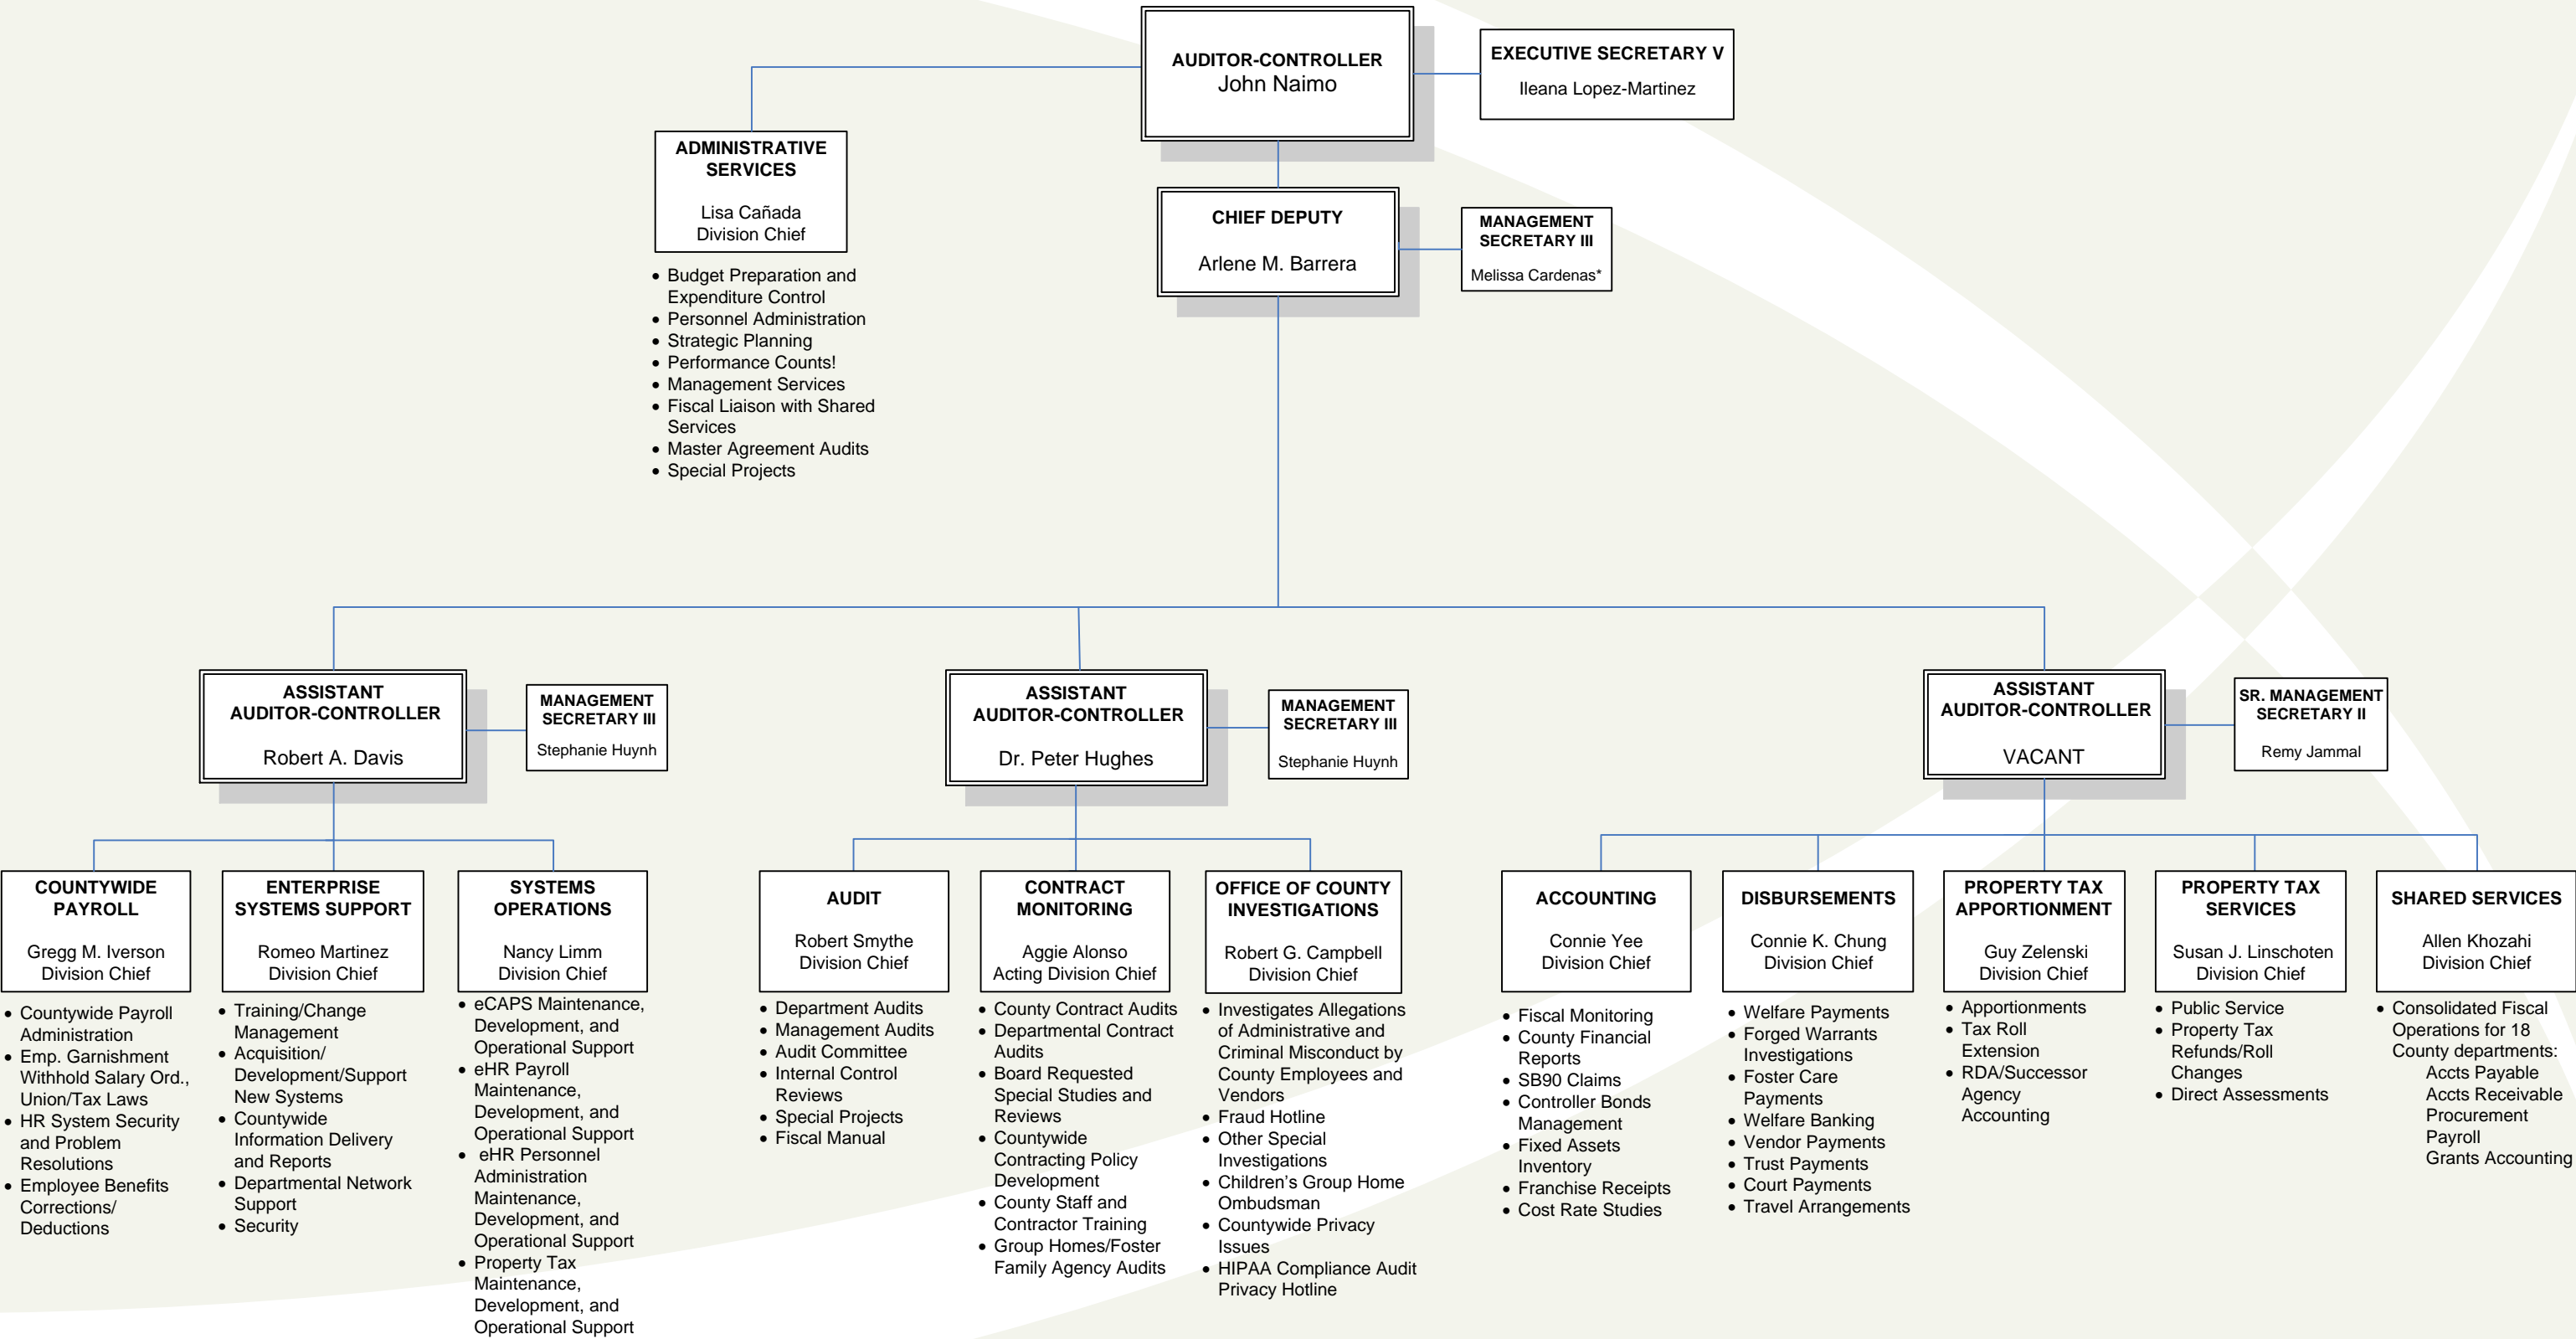 AUDITOR-CONTROLLER
John Naimo
EXECUTIVE SECRETARY V
Ileana Lopez-Martinez
ADMINISTRATIVE
SERVICES
Lisa Cañada
Division Chief
• Budget Preparation and
Expenditure Control
• Personnel Administration
• Strategic Planning
• Performance Counts!
• Management Services
• Fiscal Liaison with Shared
Services
• Master Agreement Audits
• Special Projects
CHIEF DEPUTY
Arlene M. Barrera
MANAGEMENT
SECRETARY III
Melissa Cardenas*
ASSISTANT
AUDITOR-CONTROLLER
Robert A. Davis
MANAGEMENT
SECRETARY III
Stephanie Huynh
ASSISTANT
AUDITOR-CONTROLLER
Dr. Peter Hughes
MANAGEMENT
SECRETARY III
Stephanie Huynh
ASSISTANT
AUDITOR-CONTROLLER
VACANT
SR. MANAGEMENT
SECRETARY II
Remy Jammal
COUNTYWIDE
PAYROLL
Gregg M. Iverson
Division Chief
• Countywide Payroll
Administration
• Emp. Garnishment
Withhold Salary Ord.,
Union/Tax Laws
• HR System Security
and Problem
Resolutions
• Employee Benefits
Corrections/
Deductions
ENTERPRISE
SYSTEMS SUPPORT
Romeo Martinez
Division Chief
• Training/Change
Management
• Acquisition/
Development/Support
New Systems
• Countywide
Information Delivery
and Reports
• Departmental Network
Support
• Security
SYSTEMS
OPERATIONS
Nancy Limm
Division Chief
• eCAPS Maintenance,
Development, and
Operational Support
• eHR Payroll
Maintenance,
Development, and
Operational Support
• eHR Personnel
Administration
Maintenance,
Development, and
Operational Support
• Property Tax
Maintenance,
Development, and
Operational Support
AUDIT
Robert Smythe
Division Chief
• Department Audits
• Management Audits
• Audit Committee
• Internal Control
Reviews
• Special Projects
• Fiscal Manual
CONTRACT
MONITORING
Aggie Alonso
Acting Division Chief
• County Contract Audits
• Departmental Contract
Audits
• Board Requested
Special Studies and
Reviews
• Countywide
Contracting Policy
Development
• County Staff and
Contractor Training
• Group Homes/Foster
Family Agency Audits
OFFICE OF COUNTY
INVESTIGATIONS
Robert G. Campbell
Division Chief
• Investigates Allegations
of Administrative and
Criminal Misconduct by
County Employees and
Vendors
• Fraud Hotline
• Other Special
Investigations
• Children’s Group Home
Ombudsman
• Countywide Privacy
Issues
• HIPAA Compliance Audit
Privacy Hotline
ACCOUNTING
Connie Yee
Division Chief
• Fiscal Monitoring
• County Financial
Reports
• SB90 Claims
• Controller Bonds
Management
• Fixed Assets
Inventory
• Franchise Receipts
• Cost Rate Studies
DISBURSEMENTS
Connie K. Chung
Division Chief
• Welfare Payments
• Forged Warrants
Investigations
• Foster Care
Payments
• Welfare Banking
• Vendor Payments
• Trust Payments
• Court Payments
• Travel Arrangements
PROPERTY TAX
APPORTIONMENT
Guy Zelenski
Division Chief
• Apportionments
• Tax Roll
Extension
• RDA/Successor
Agency
Accounting
PROPERTY TAX
SERVICES
Susan J. Linschoten
Division Chief
• Public Service
• Property Tax
Refunds/Roll
Changes
• Direct Assessments
SHARED SERVICES
Allen Khozahi
Division Chief
• Consolidated Fiscal
Operations for 18
County departments:
Accts Payable
Accts Receivable
Procurement
Payroll
Grants Accounting